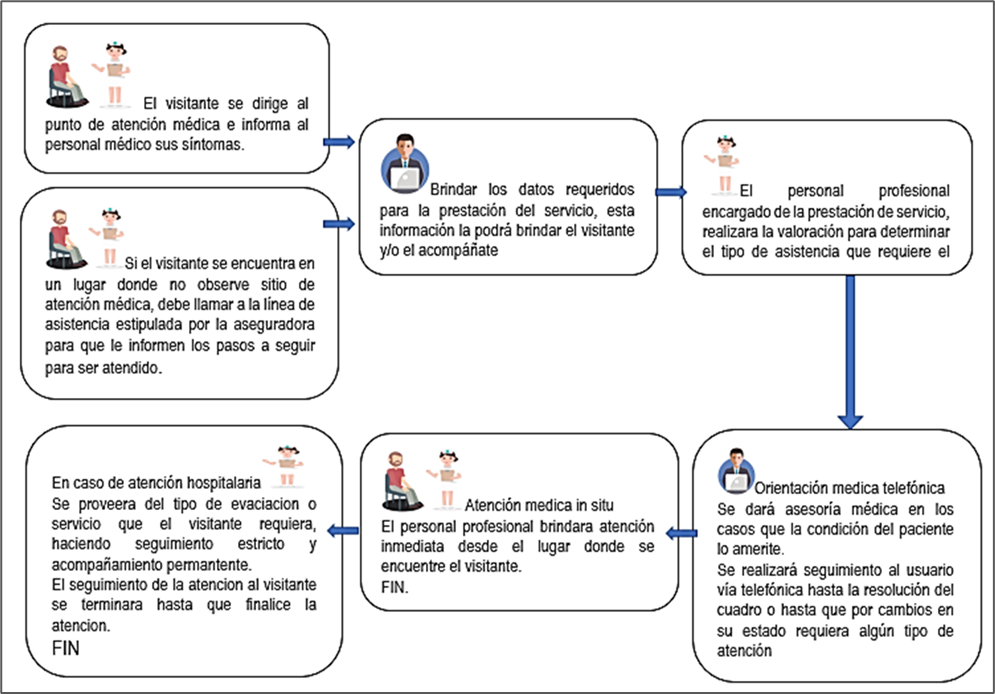 El visitante se dirige al
punto de atención médica e informa al
personal médico sus síntomas.
Si el visitante se encuentra en
un lugar donde no observe sitio de
atención médica, debe llamar a la línea de
asistencia estipulada por la aseguradora
para que le informen los pasos a seguir
para ser atendido.
Brindar los datos requeridos
para la prestación del servicio, esta
información la podrá brindar el visitante
y/o el acompáñate
El personal profesional
encargado de la prestación de servicio,
realizara la valoración para determinar
el tipo de asistencia que requiere el
Orientación medica telefónica
Se dará asesoría médica en los
casos que la condición del paciente
lo amerite.
Se realizará seguimiento al usuario
vía telefónica hasta la resolución del
cuadro o hasta que por cambios en
su estado requiera algún tipo de
atención
Atención medica in situ
El personal profesional brindara atención
inmediata desde el lugar donde se
encuentre el visitante.
FIN.
En caso de atención hospitalaria
Se proveera del tipo de evaciacion o
servicio que el visitante requiera,
haciendo seguimiento estricto y
acompañamiento permantente.
El seguimiento de la atencion al visitante
se terminara hasta que finalice la
atencion.
FIN